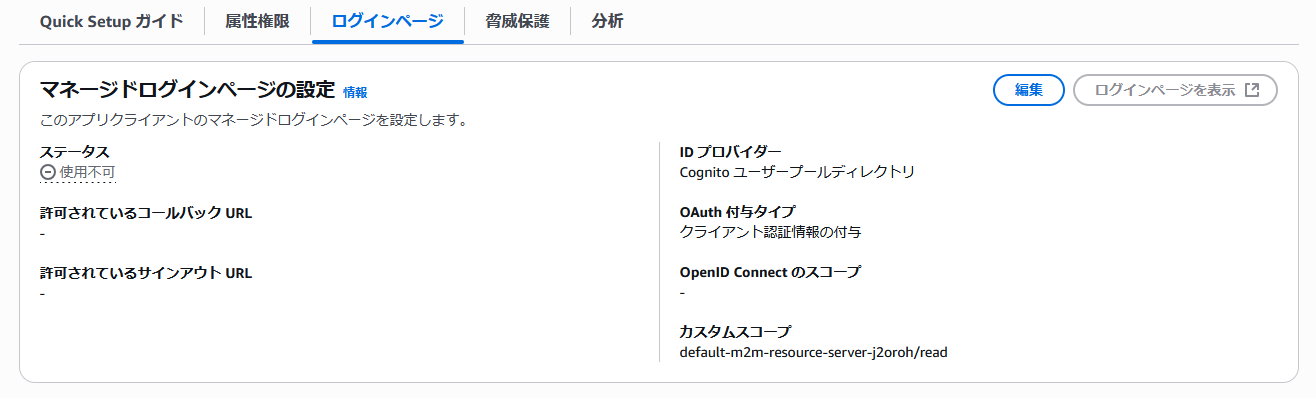 Quick Setup ガイド 属性権限 ログインページ 脅威保護 分析
マネージドログインページの設定 情報 編集 ログインページを表示
このアプリクライアントのマネージドログインページを設定します。
ステータス
使用不可
許可されているコールバック URL
-
許可されているサインアウト URL
-
ID プロバイダー
Cognito ユーザープールディレクトリ
OAuth 付与タイプ
クライアント認証情報の付与
OpenID Connect のスコープ
-
カスタムスコープ
default-m2m-resource-server-j2oroh/read